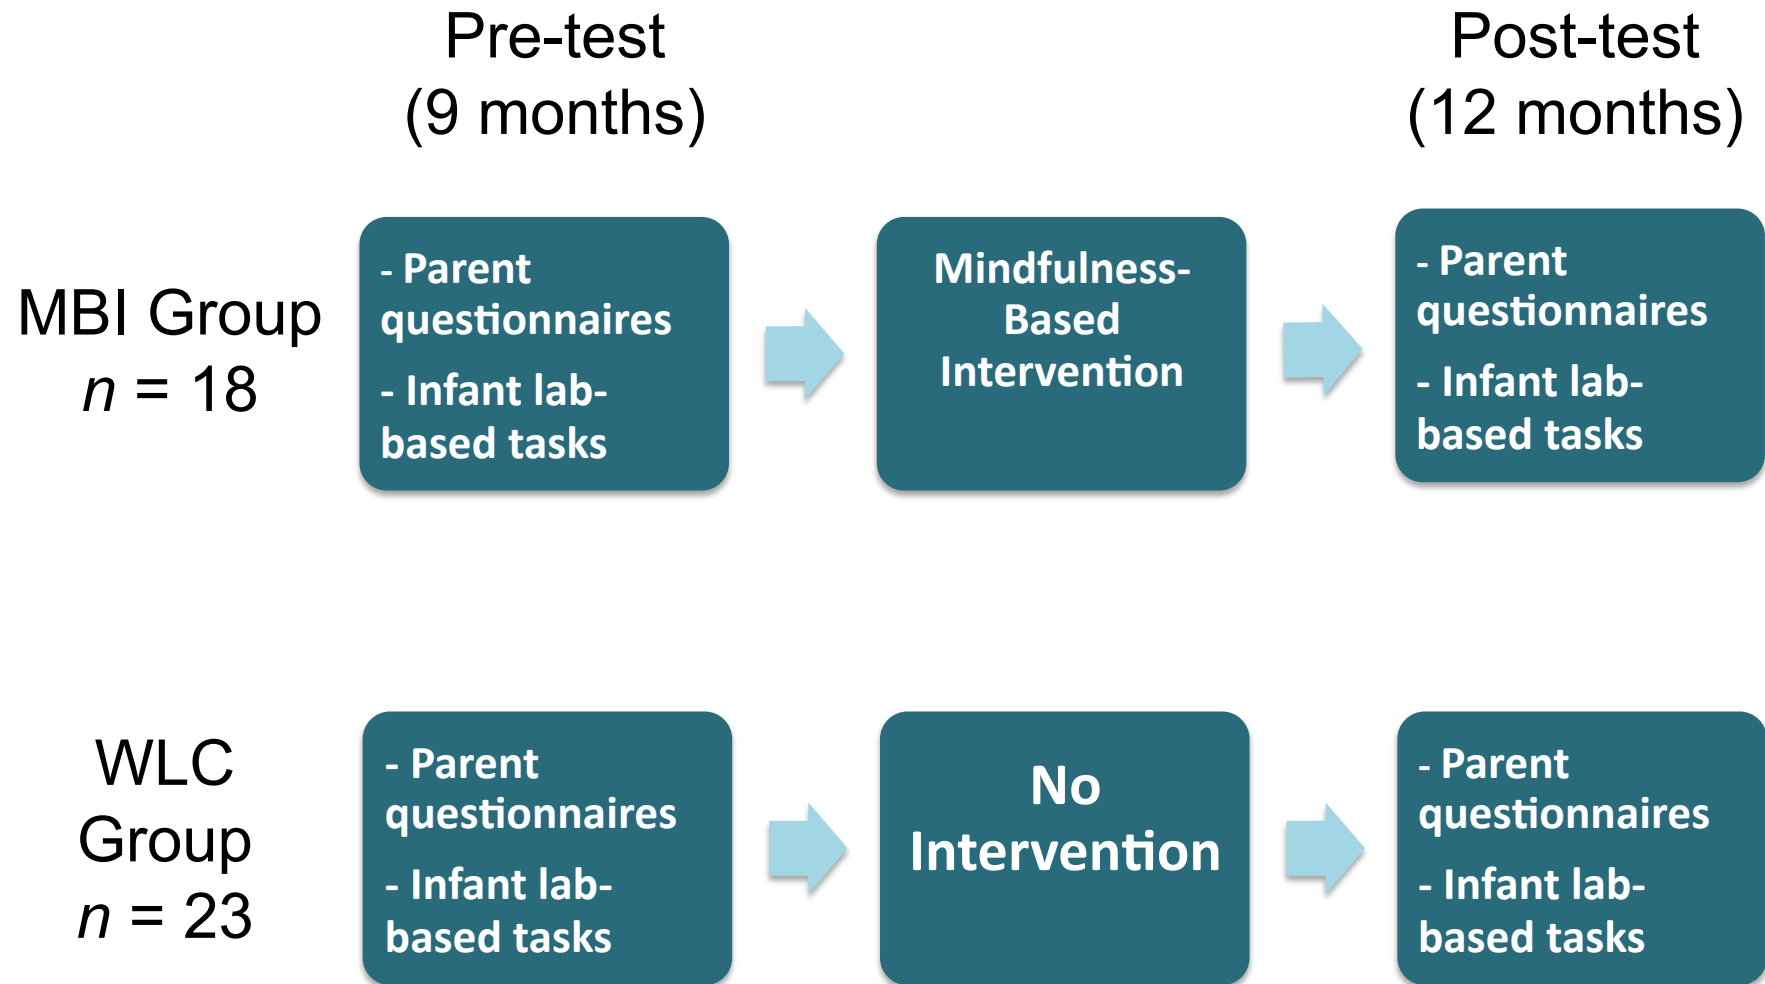 Pre-test
(9 months)
Post-test
(12 months)
MBI Group
n = 18
- Parent
questionnaires
- Infant lab-
based tasks
Mindfulness-
Based
Intervention
- Parent
questionnaires
- Infant lab-
based tasks
WLC
Group
n = 23
- Parent
questionnaires
- Infant lab-
based tasks
No
Intervention
- Parent
questionnaires
- Infant lab-
based tasks